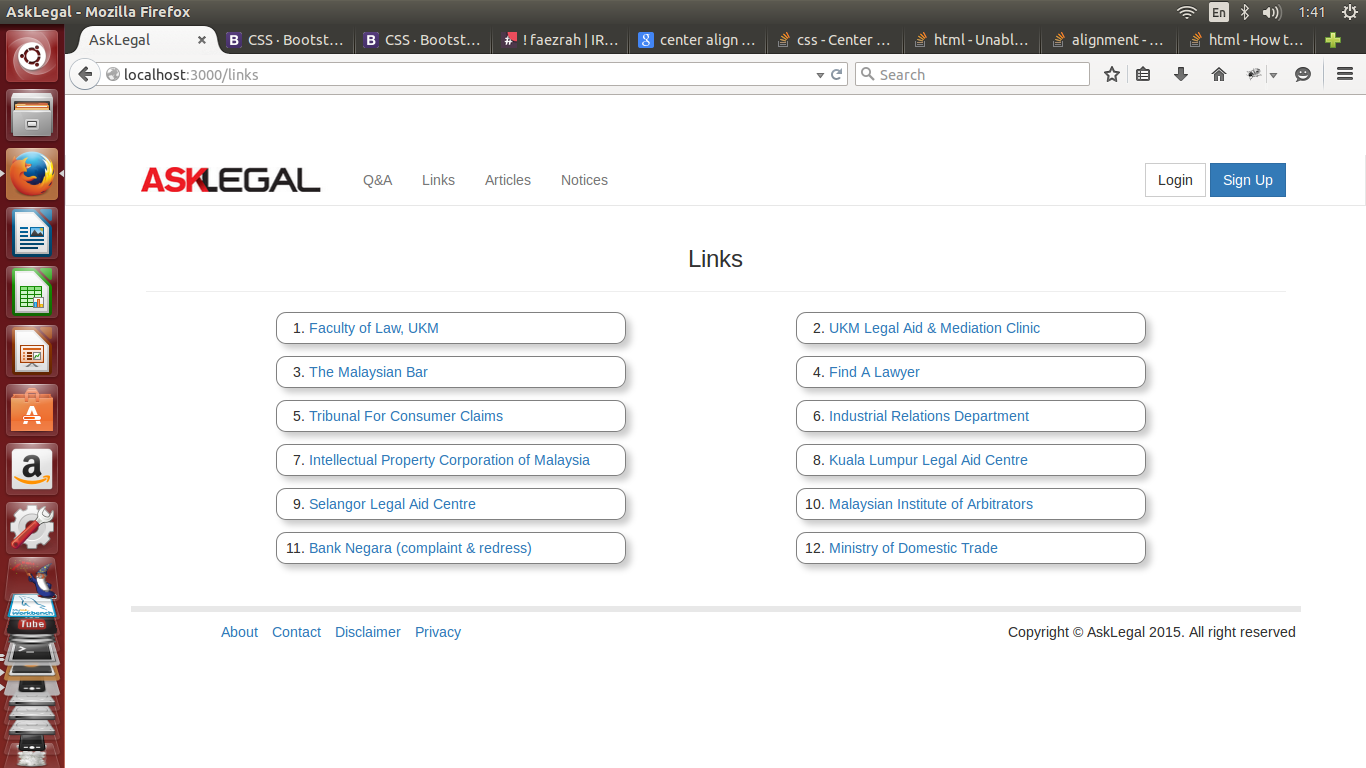 AskLegal - Mozilla Firefox
En
1:41
AskLegal
CSS · Bootst...
CSS · Bootst...
! faezrah | IR...
center align ...
css - Center ...
html - Unabl...
alignment - ...
html - How t...
localhost:3000/links
Search
ASKLEGAL
Q&A
Links
Articles
Notices
Login
Sign Up
Links
1. Faculty of Law, UKM
2. UKM Legal Aid & Mediation Clinic
3. The Malaysian Bar
4. Find A Lawyer
5. Tribunal For Consumer Claims
6. Industrial Relations Department
7. Intellectual Property Corporation of Malaysia
8. Kuala Lumpur Legal Aid Centre
9. Selangor Legal Aid Centre
10. Malaysian Institute of Arbitrators
11. Bank Negara (complaint & redress)
12. Ministry of Domestic Trade
Workbench
Tube
About
Contact
Disclaimer
Privacy
Copyright © AskLegal 2015. All right reserved